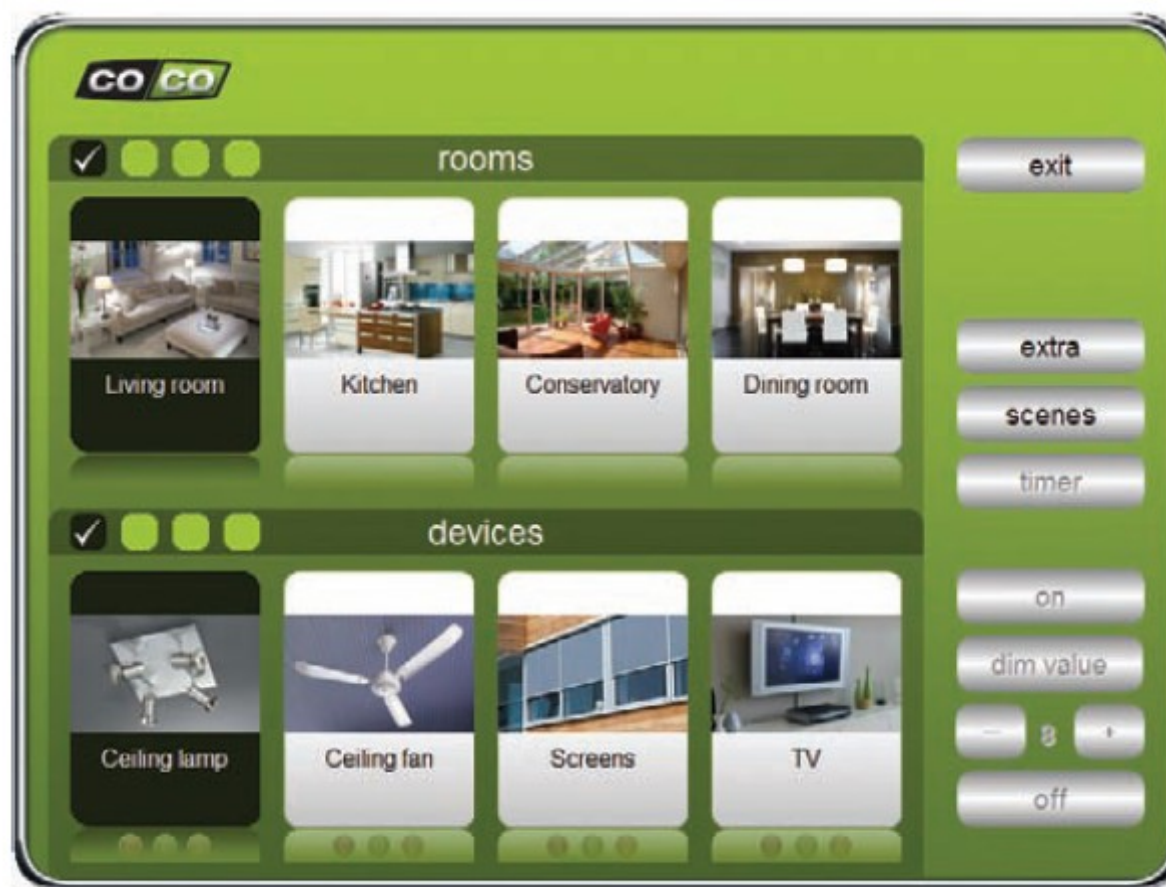 CO CO
rooms
exit
Living room
Kitchen
Conservatory
Dining room
extra
scenes
timer
devices
on
dim value
− 8 +
off
Ceiling lamp
Ceiling fan
Screens
TV